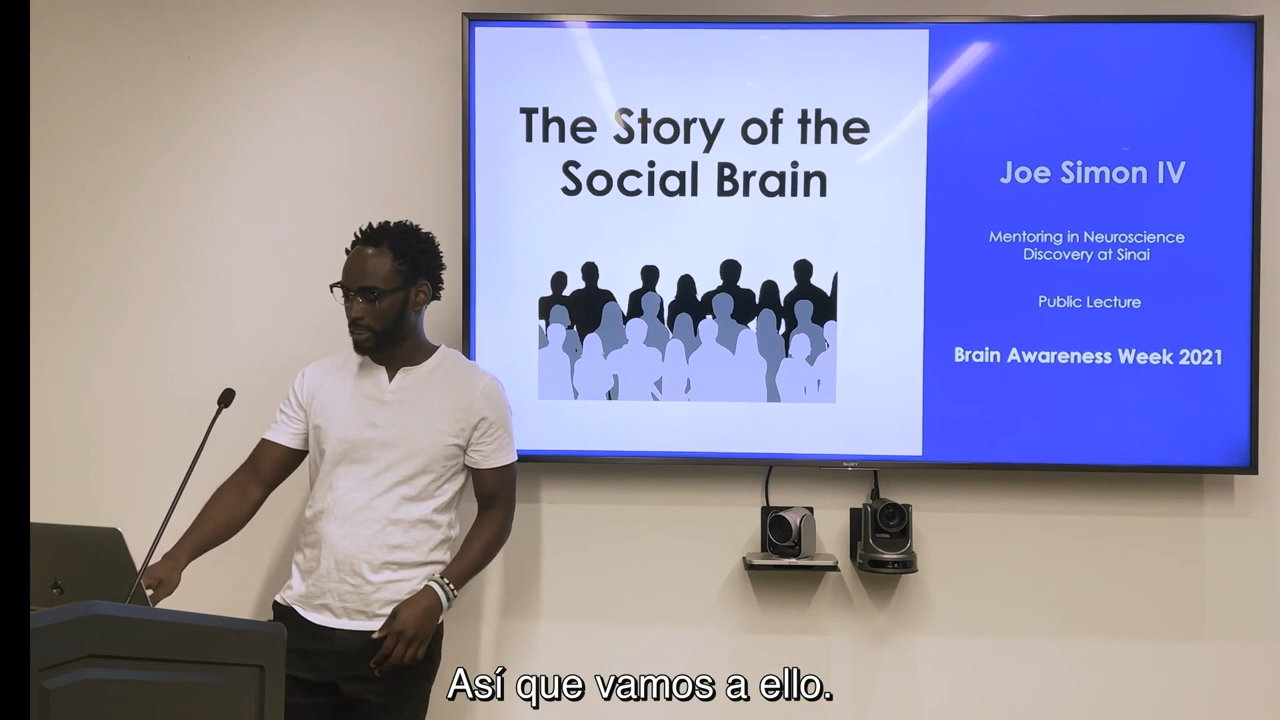 The Story of the
Social Brain
Joe Simon IV
Mentoring in Neuroscience
Discovery at Sinai
Public Lecture
Brain Awareness Week 2021
SONY
Así que vamos a ello.